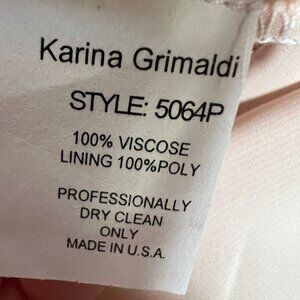 Karina Grimaldi
STYLE: 5064P
100% VISCOSE
LINING 100%POLY
PROFESSIONALLY
DRY CLEAN
ONLY
MADE IN U.S.A.